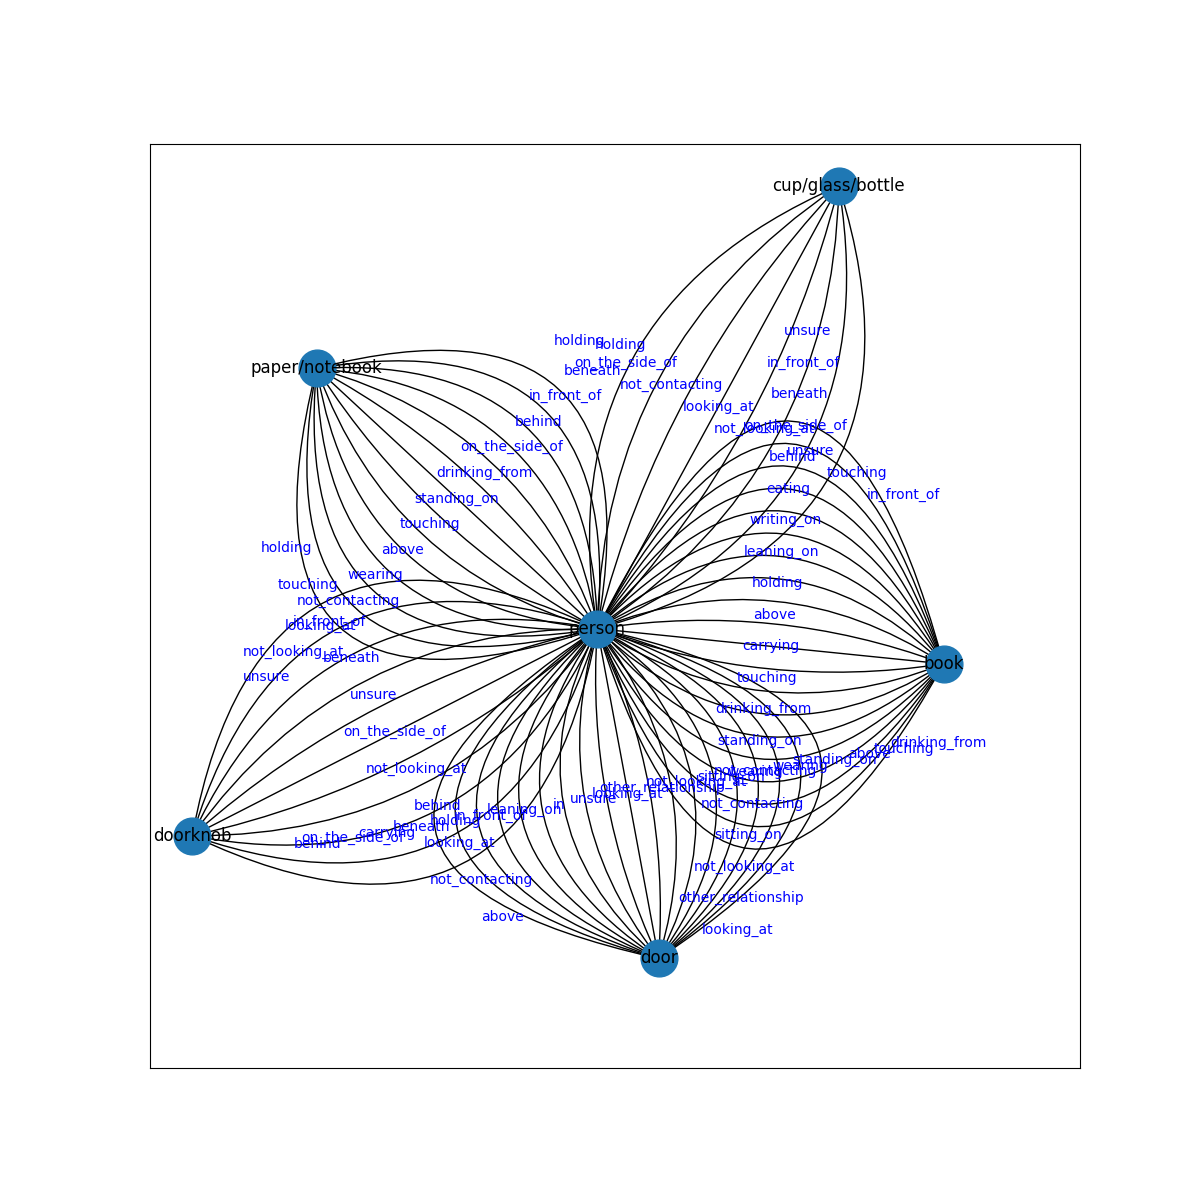 cup/glass/bottle
unsure
holding
holding
on_the_side_of
in_front_of
paper/notebook
beneath
not_contacting
in_front_of
beneath
looking_at
behind
on_the_side_of
not_looking_at
on_the_side_of
unsure
behind
drinking_from
touching
eating
in_front_of
standing_on
writing_on
touching
holding
above
leaning_on
wearing
touching
holding
not_contacting
above
in_front_of
looking_at
person
carrying
not_looking_at
beneath
book
unsure
touching
unsure
drinking_from
on_the_side_of
standing_on
drinking_from
touching
above
standing_on
not_looking_at
wearing
not_contacting
sitting_on
not_looking_at
other_relationship
looking_at
unsure
in
leaning_on
behind
not_contacting
in_front_of
holding
beneath
carrying
doorknob
on_the_side_of
behind
sitting_on
looking_at
not_looking_at
not_contacting
other_relationship
above
looking_at
door